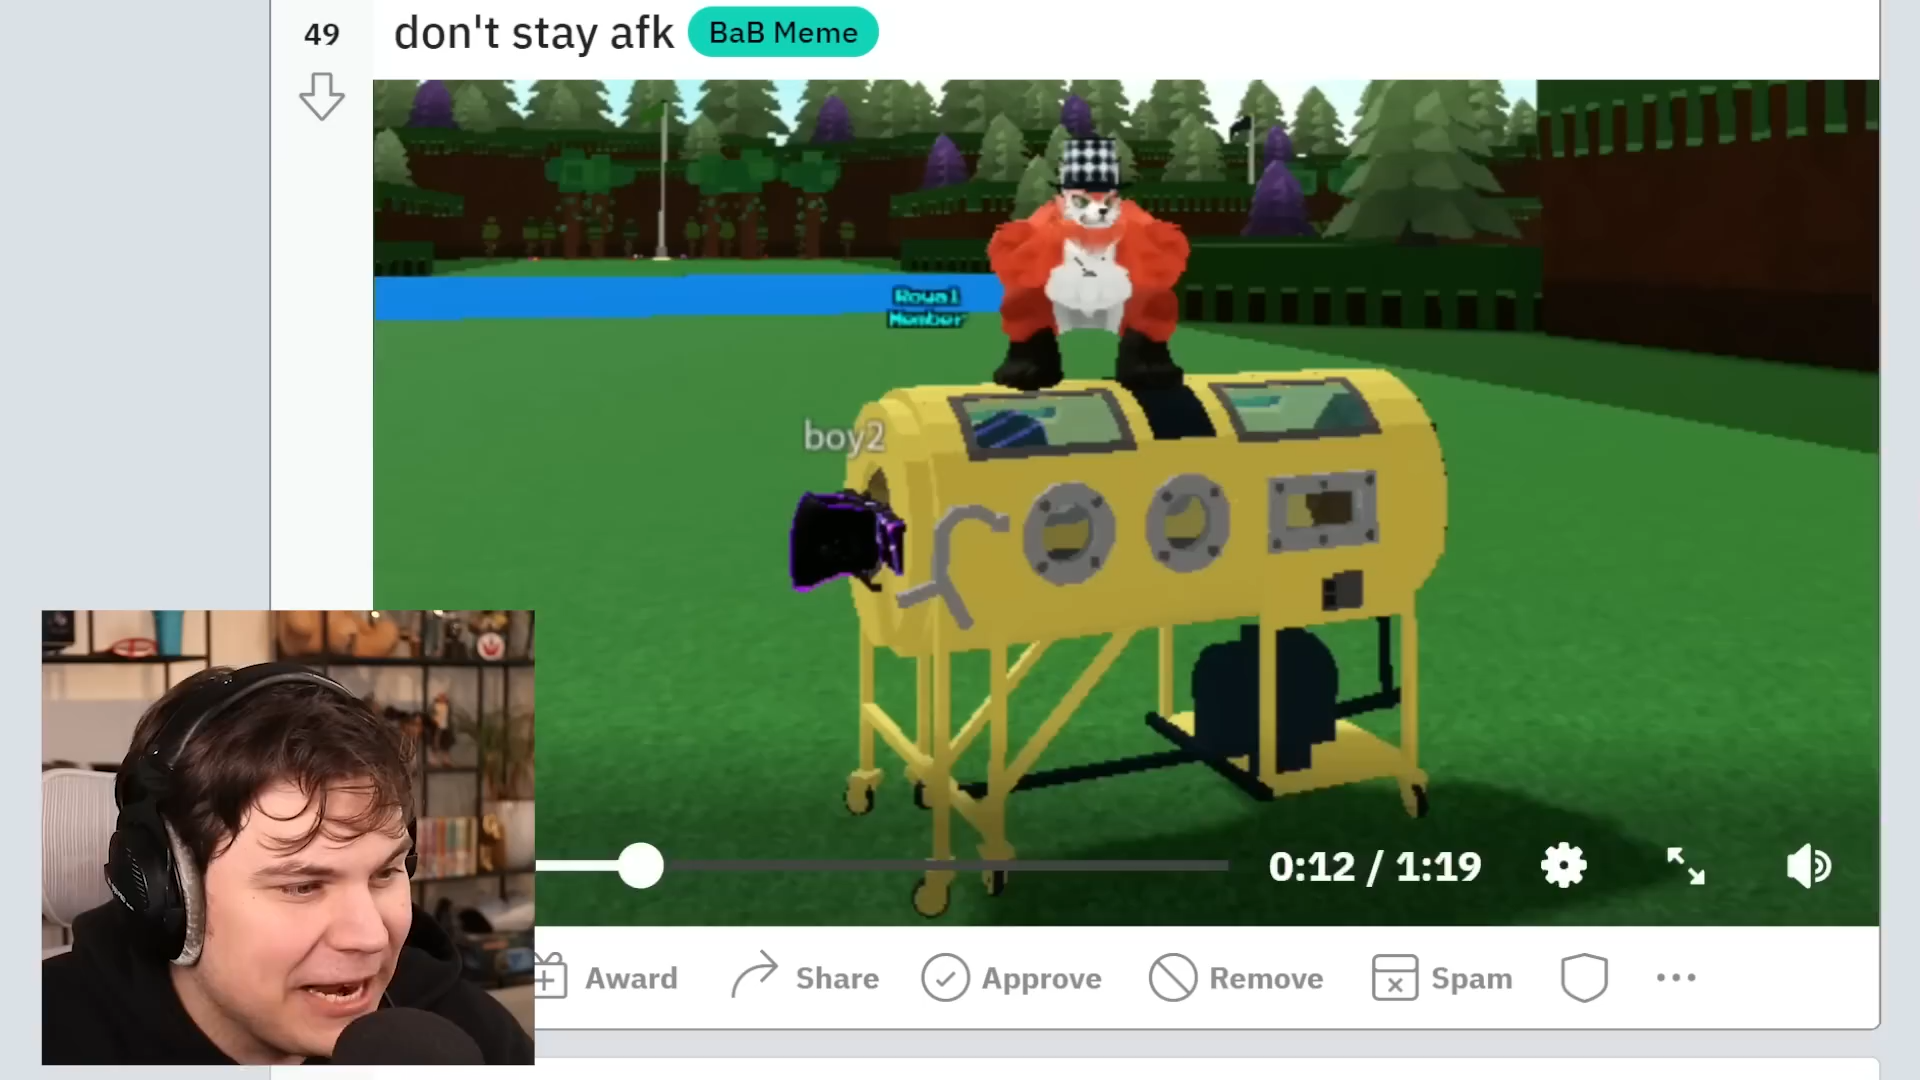 49
don't stay afk
BaB Meme
Royal
Member
boy2
0:12 / 1:19
Award
Share
Approve
Remove
Spam